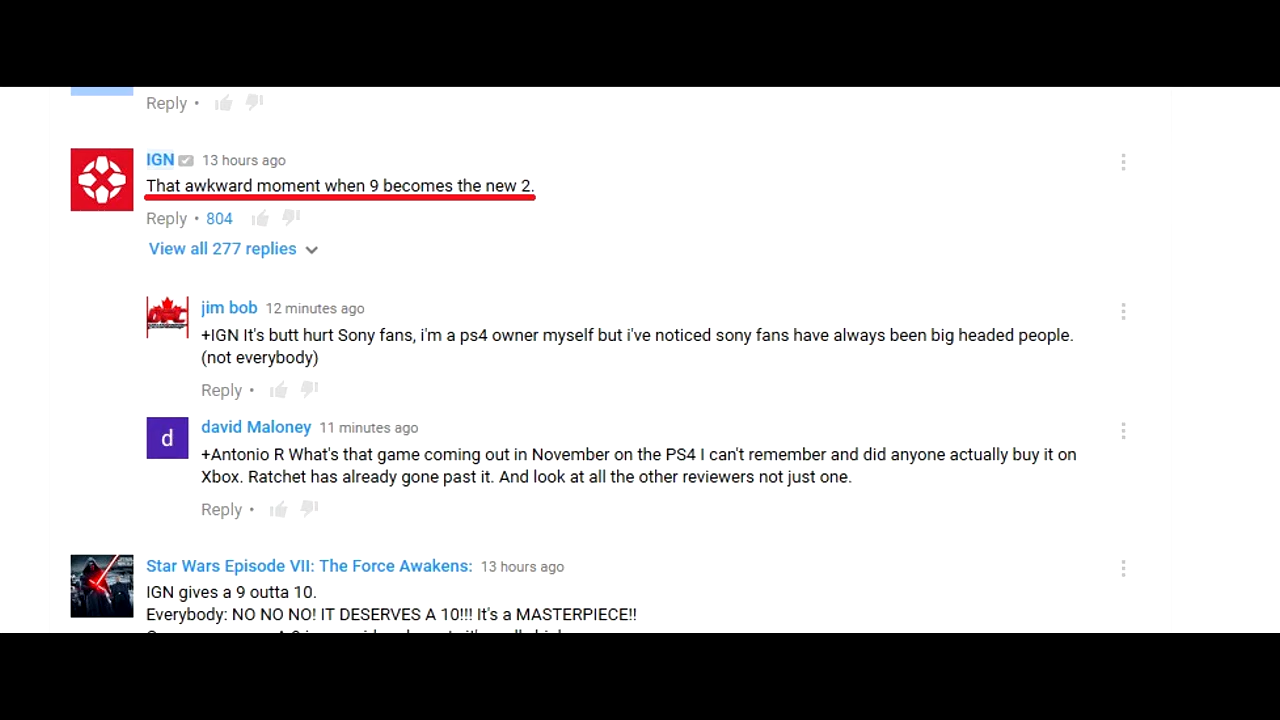 Reply •
IGN 13 hours ago
That awkward moment when 9 becomes the new 2.
Reply • 804
View all 277 replies
jim bob 12 minutes ago
+IGN It's butt hurt Sony fans, i'm a ps4 owner myself but i've noticed sony fans have always been big headed people.
(not everybody)
Reply •
d
david Maloney 11 minutes ago
+Antonio R What's that game coming out in November on the PS4 I can't remember and did anyone actually buy it on
Xbox. Ratchet has already gone past it. And look at all the other reviewers not just one.
Reply •
Star Wars Episode VII: The Force Awakens: 13 hours ago
IGN gives a 9 outta 10.
Everybody: NO NO NO! IT DESERVES A 10!!! It's a MASTERPIECE!!